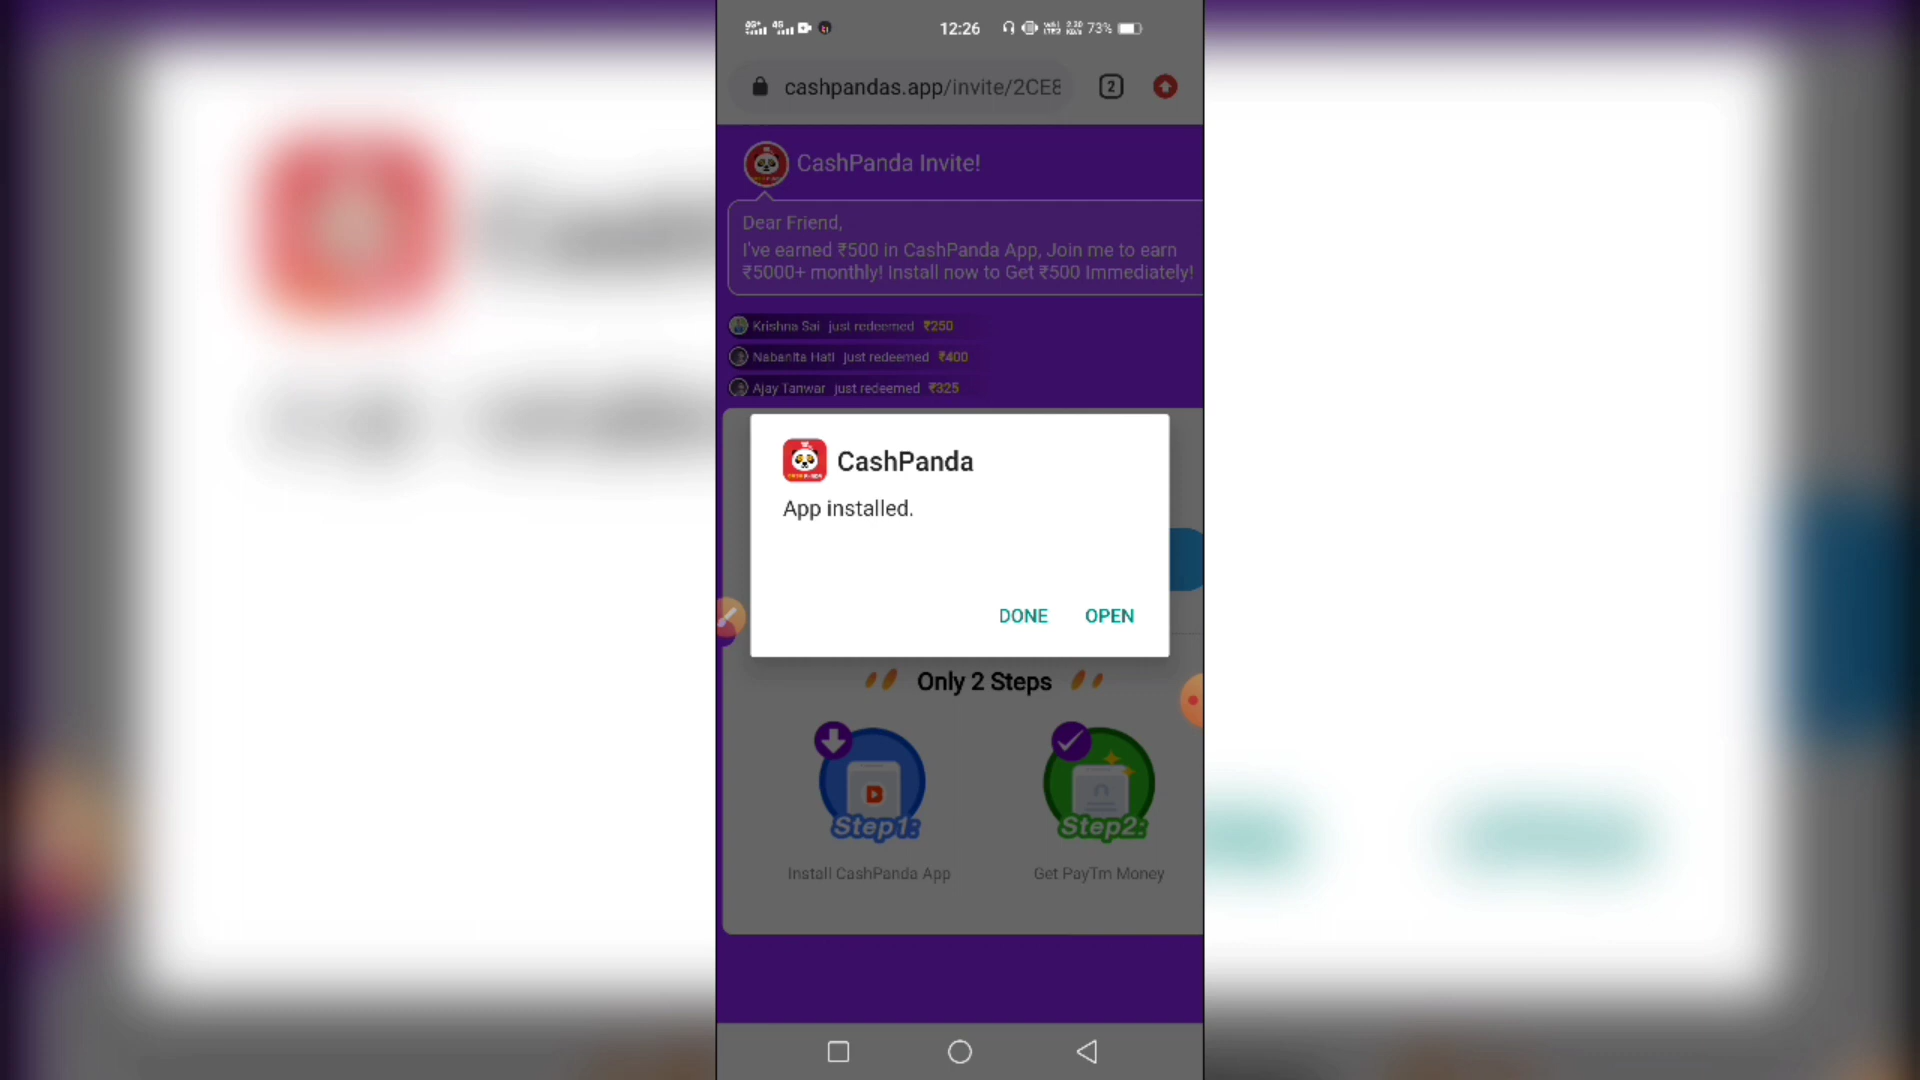 12:26
73%
cashpandas.app/invite/2CE8
2
CashPanda Invite!
Dear Friend,
I've earned ₹500 in CashPanda App, Join me to earn
₹5000+ monthly! Install now to Get ₹500 Immediately!
Krishna Sai just redeemed ₹250
Nabanita Hati just redeemed ₹400
Ajay Tanwar just redeemed ₹325
CashPanda
App installed.
DONE OPEN
Only 2 Steps
Step1: Step2:
Install CashPanda App Get PayTm Money